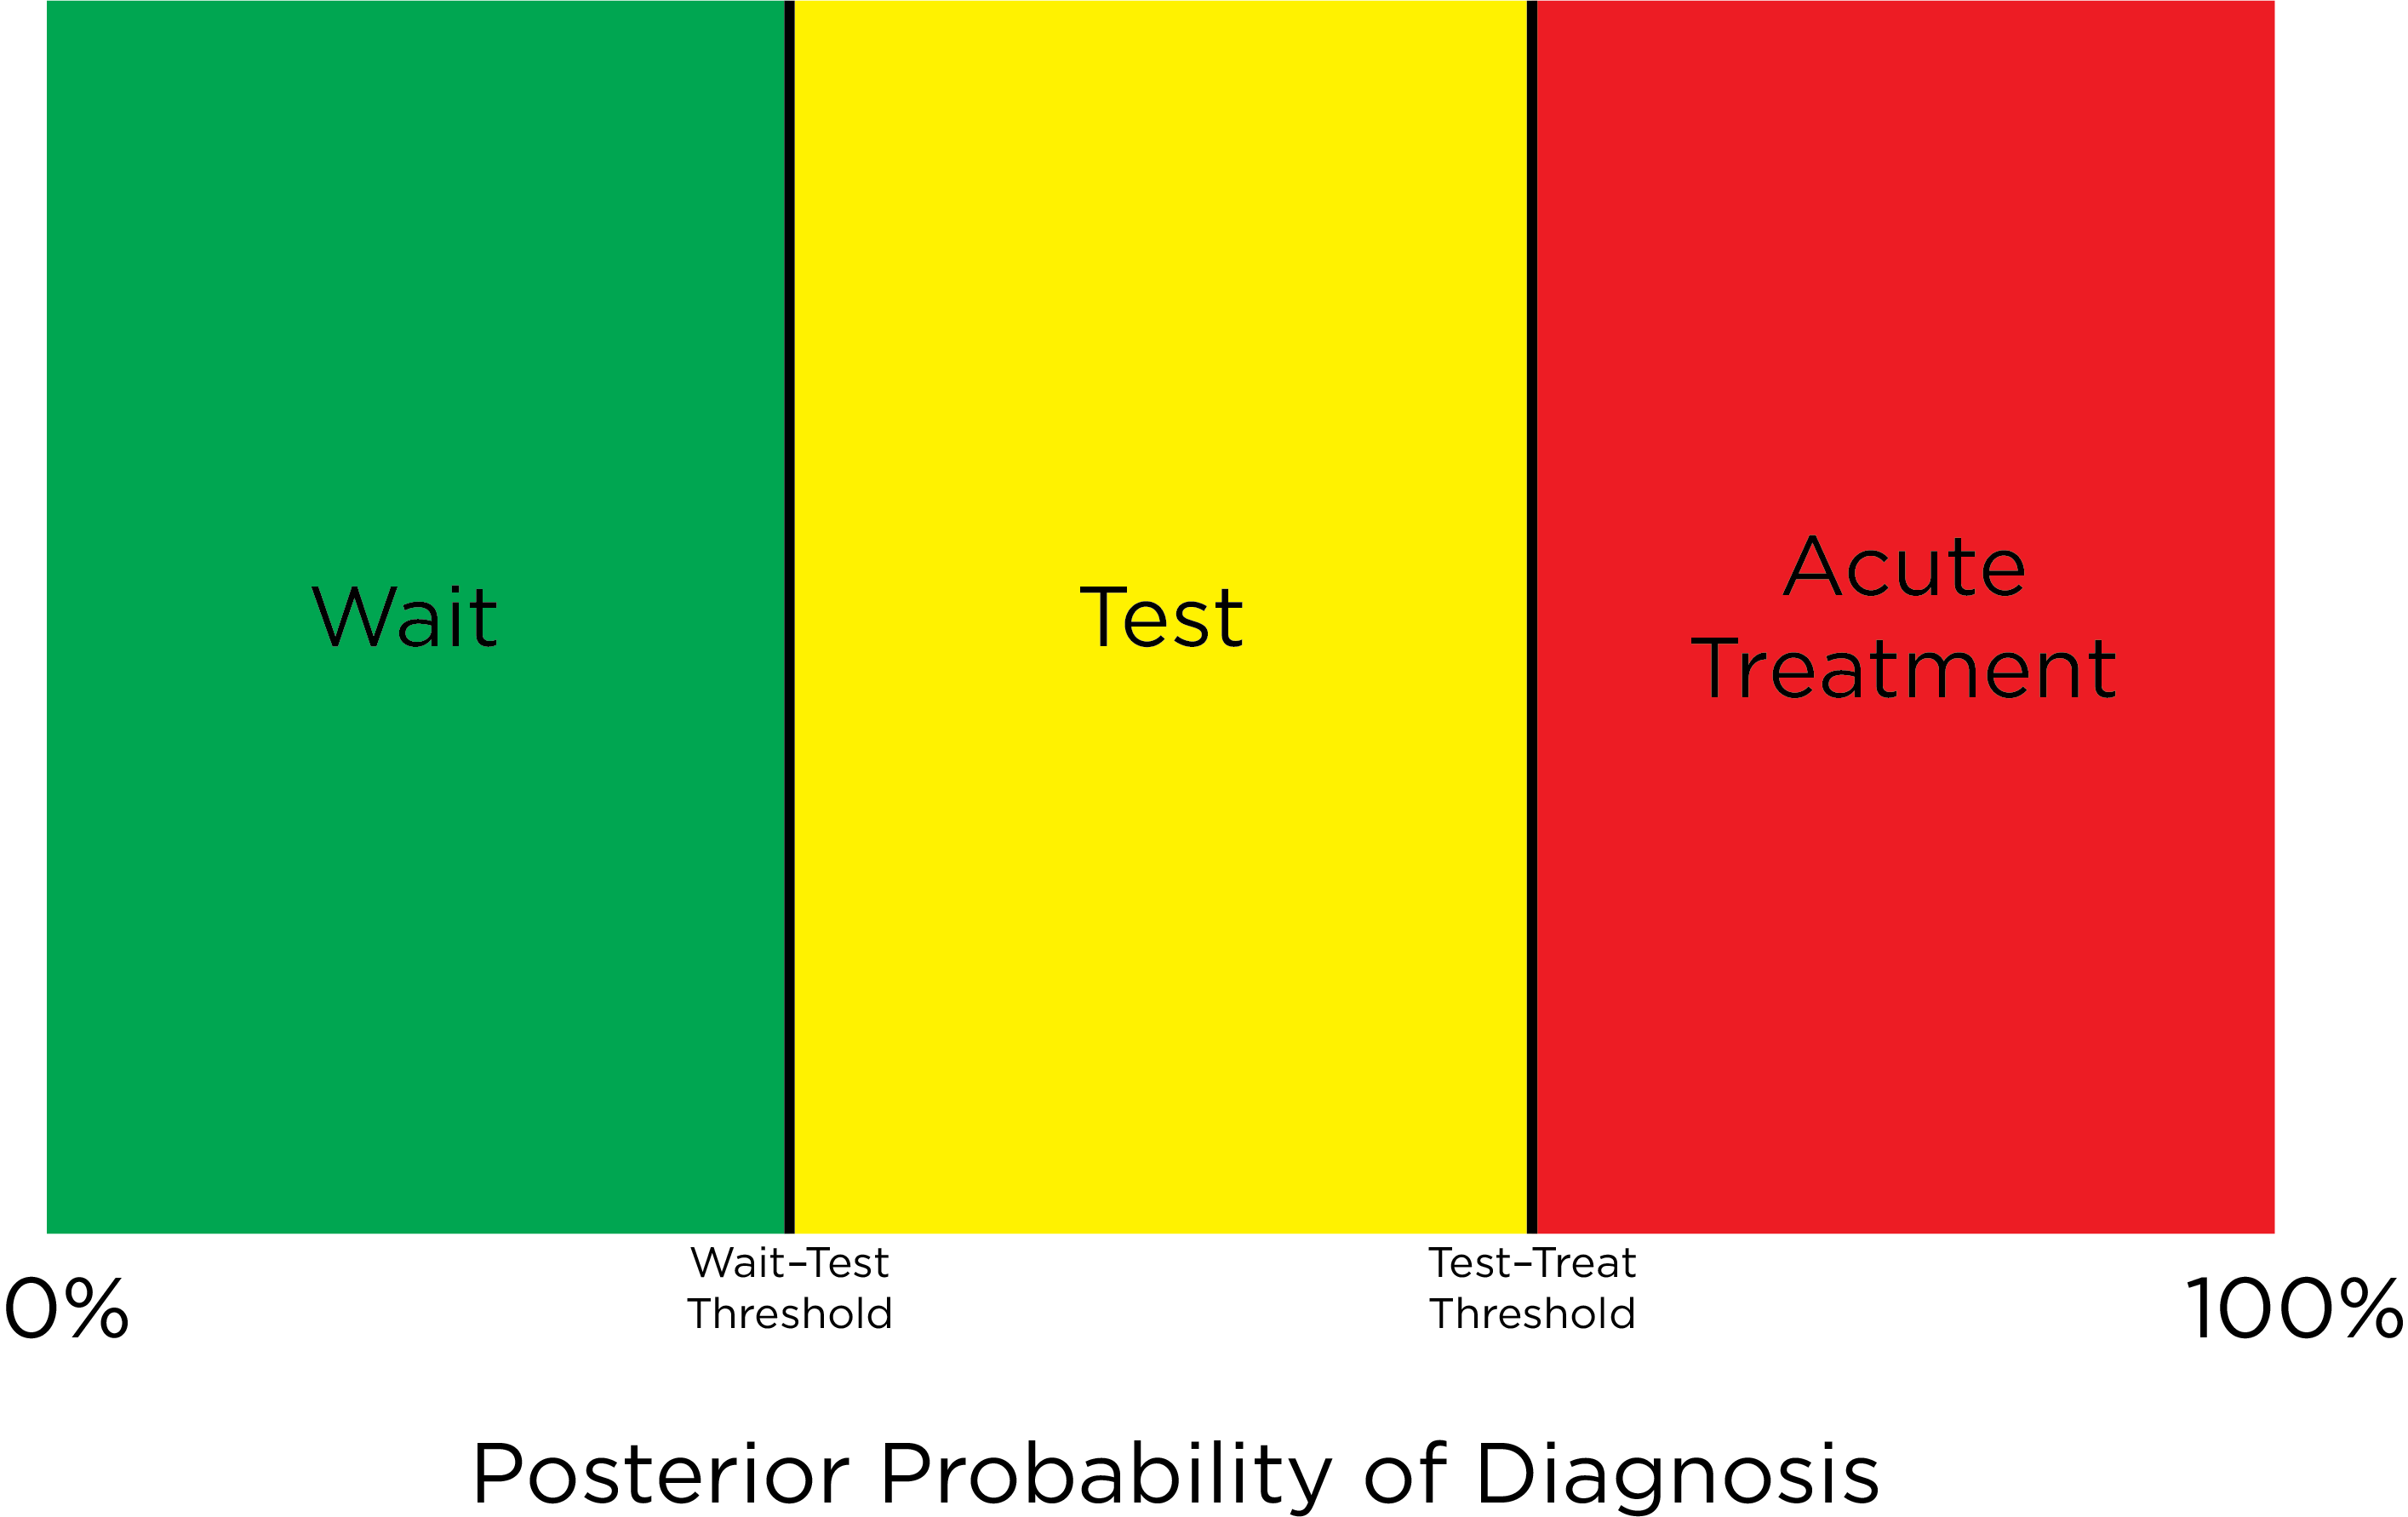 Wait
Test
Acute
Treatment
Wait-Test
Threshold
Test-Treat
Threshold
0%
100%
Posterior Probability of Diagnosis